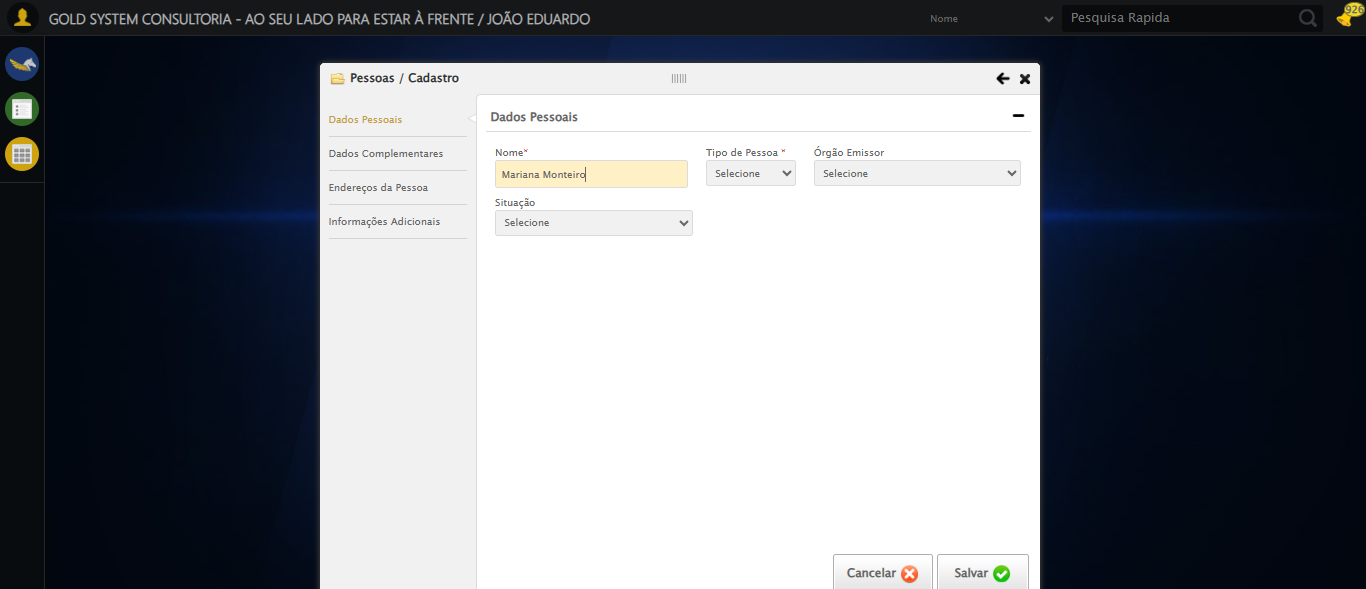 GOLD SYSTEM CONSULTORIA - AO SEU LADO PARA ESTAR À FRENTE / JOÃO EDUARDO
Nome
Pesquisa Rapida
926
Pessoas / Cadastro
Dados Pessoais
Dados Complementares
Endereços da Pessoa
Informações Adicionais
Dados Pessoais
Nome*
Tipo de Pessoa *
Órgão Emissor
Mariana Monteiro
Selecione
Selecione
Situação
Selecione
Cancelar
Salvar